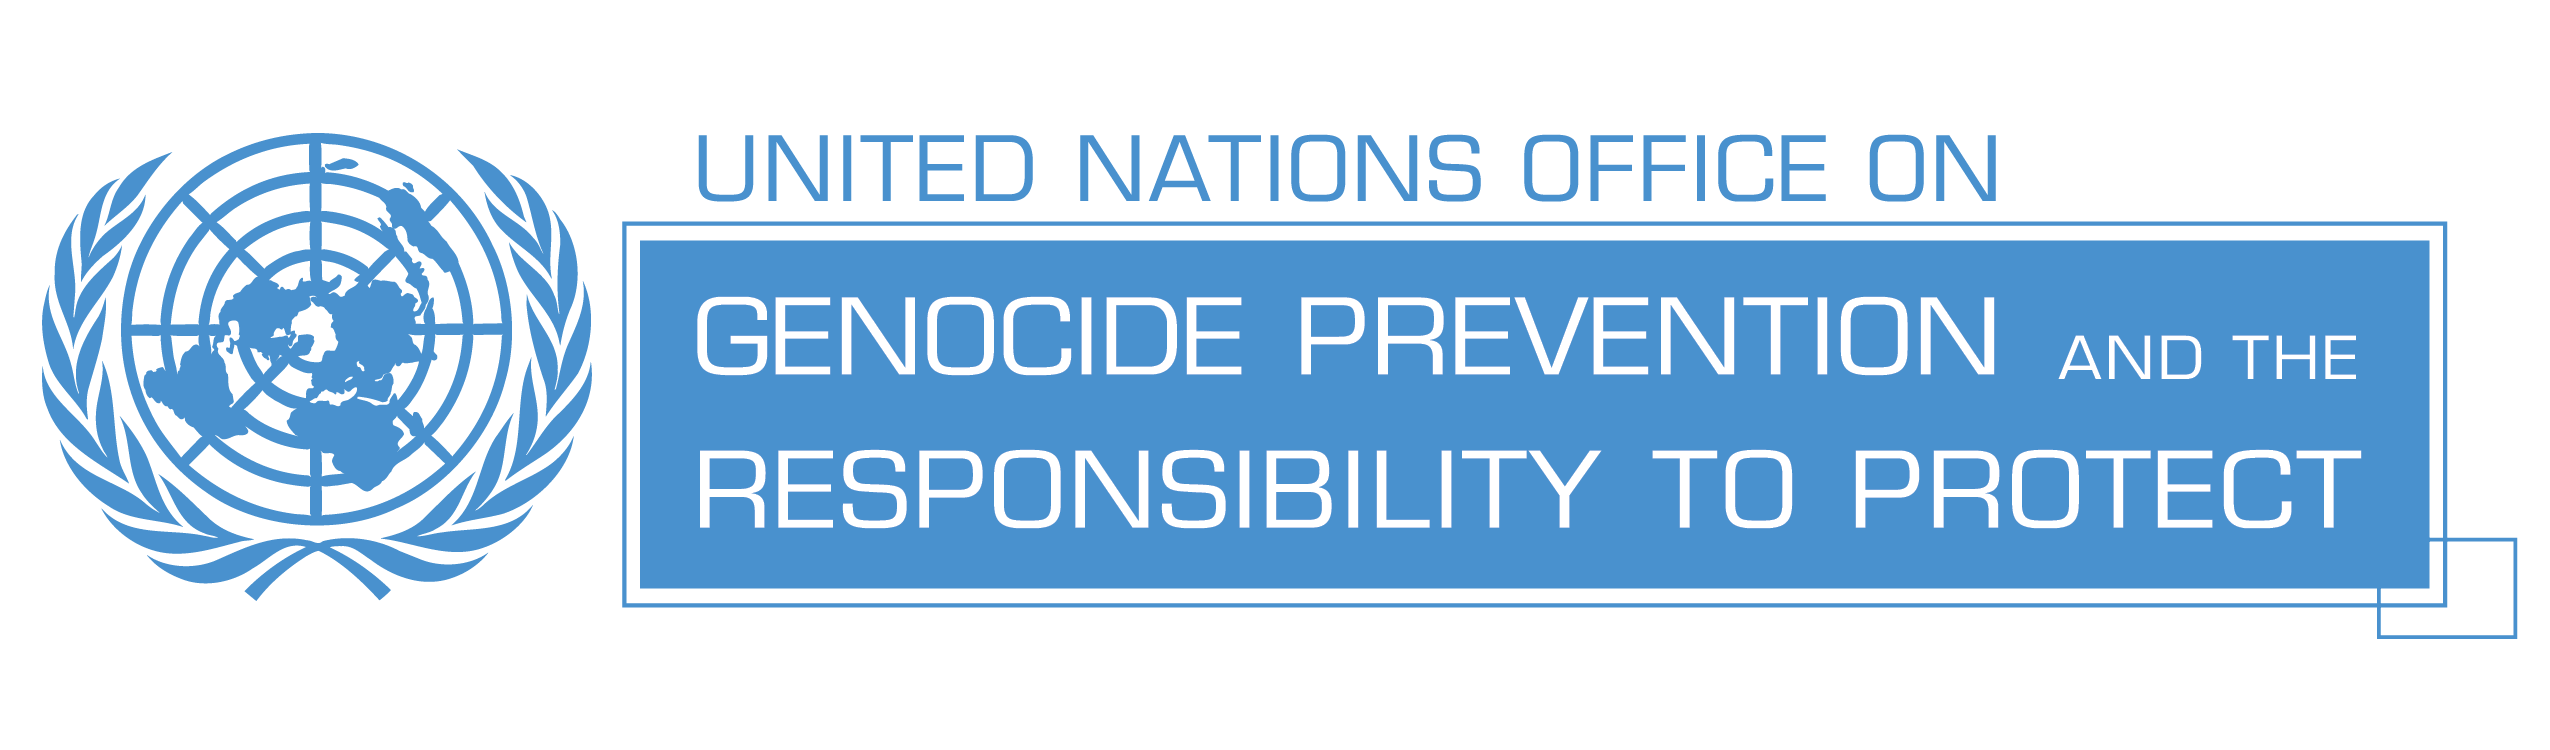 UNITED NATIONS OFFICE ON
GENOCIDE PREVENTION AND THE
RESPONSIBILITY TO PROTECT